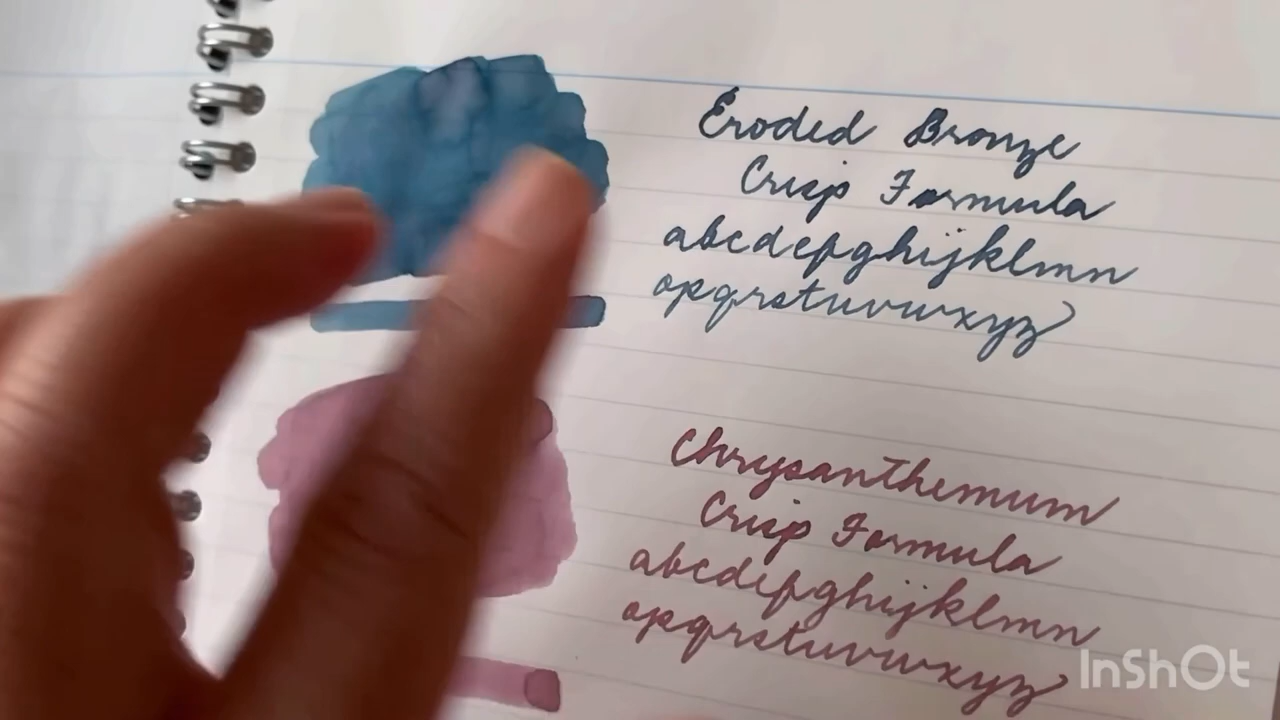 Eroded Bronze
Crisp Formula
abcdefghijklmn
opqrstuvwxyz
Chrysanthemum
Crisp Formula
abcdefghijklmn
opqrstuvwxyz
InShOt